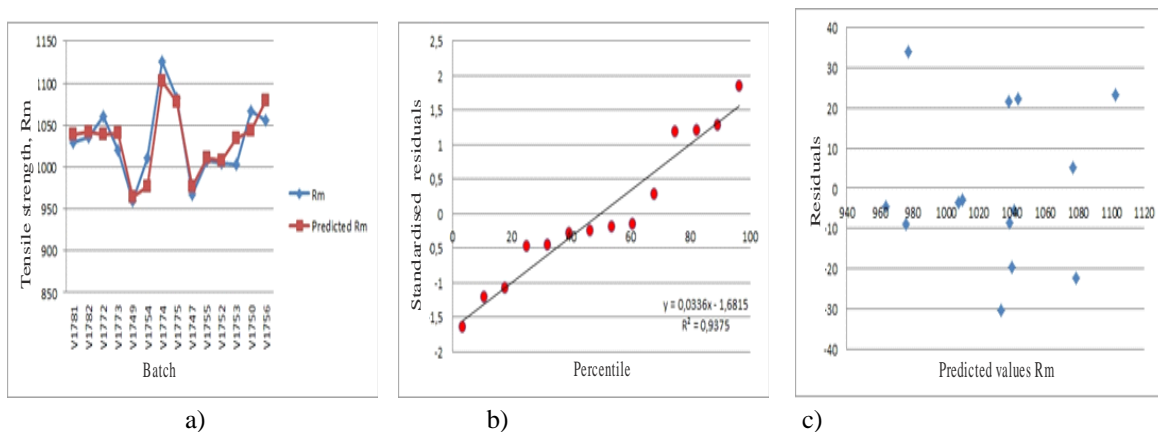 1150
1100
1050
1000
950
900
850
Tensile strength, Rm
V1781
V1782
V1772
V1773
V1749
V1754
V1774
V1775
V1747
V1755
V1752
V1753
V1750
V1756
Batch
Rm
Predicted Rm
a)
2,5
2
1,5
1
0,5
0
0,5
-1
1,5
-2
Standardised residuals
0 20 40 60 80 100
y = 0,0336x - 1,6815
R² = 0,9375
Percentile
b)
40
30
20
10
0
-10
-20
-30
-40
Residuals
940 960 980 1000 1020 1040 1060 1080 1100 1120
Predicted values Rm
c)